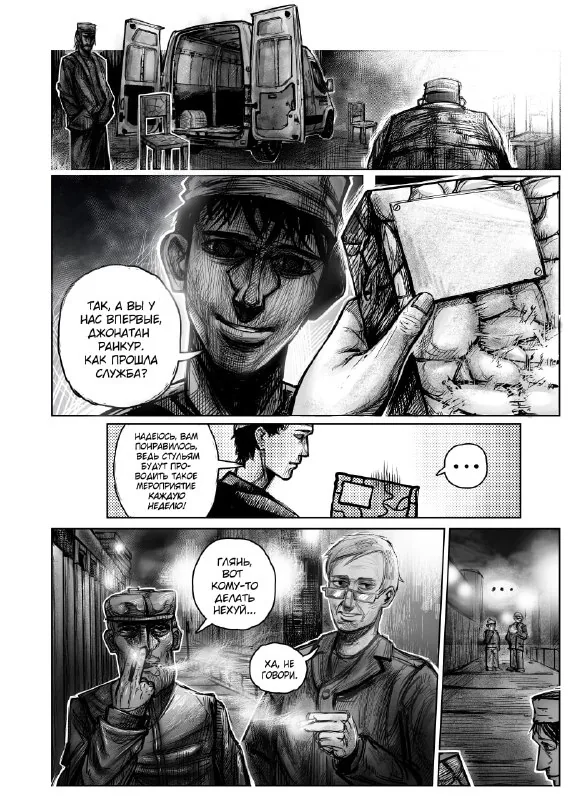 ТАК, А ВЫ У
НАС ВПЕРВЫЕ,
ДЖОНАТАН
РАНКУР.
КАК ПРОШЛА
СЛУЖБА?
НАДЕЮСЬ, ВАМ
ПОНРАВИЛОСЬ,
ВЕДЬ СТУЛЬЯМ
БУДУТ ПРО-
ВОДИТЬ ТАКОЕ
МЕРОПРИЯТИЕ
КАЖДУЮ
НЕДЕЛЮ!
...
ГЛЯНЬ,
ВОТ
КОМУ-ТО
ДЕЛАТЬ
НЕХУЙ...
ХА, НЕ
ГОВОРИ.
...